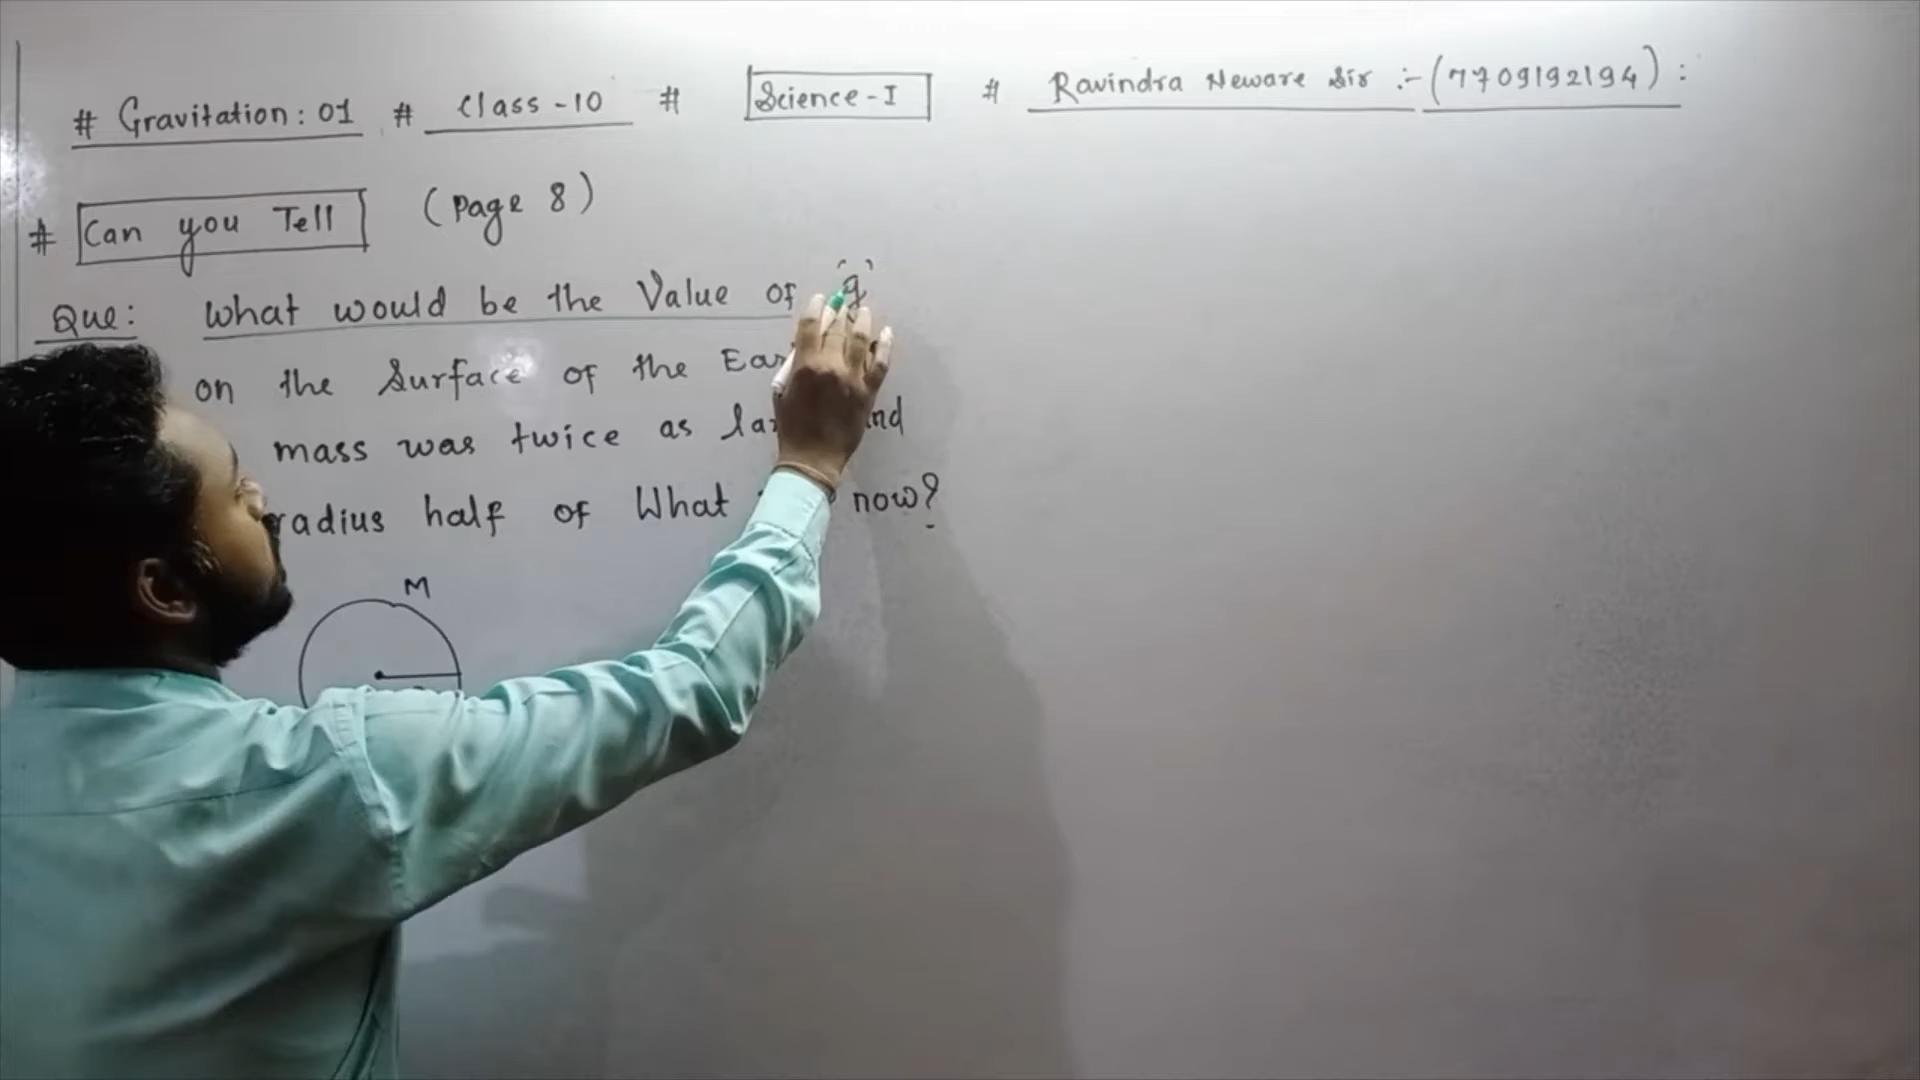 # Gravitation: 01 # Class-10 # Science-I # Ravindra Neware Sir :- (7709192194) :
# Can you Tell (Page 8)
Que: What would be the Value of 'g'
on the Surface of the
mass was twice as
radius half of What now?
M